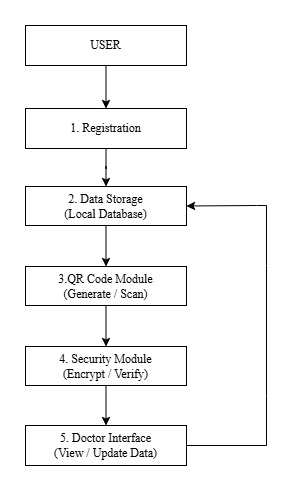 USER
1. Registration
2. Data Storage
(Local Database)
3.QR Code Module
(Generate / Scan)
4. Security Module
(Encrypt / Verify)
5. Doctor Interface
(View / Update Data)